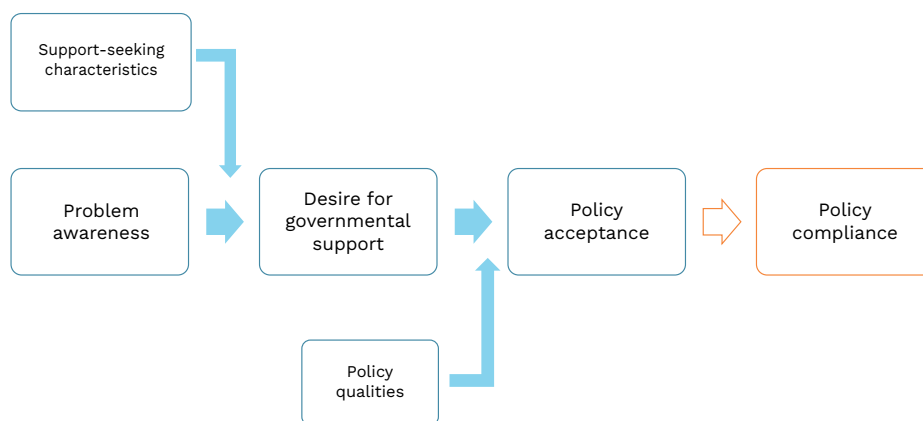 Support-seeking
characteristics
Problem
awareness
Desire for
governmental
support
Policy
acceptance
Policy
compliance
Policy
qualities